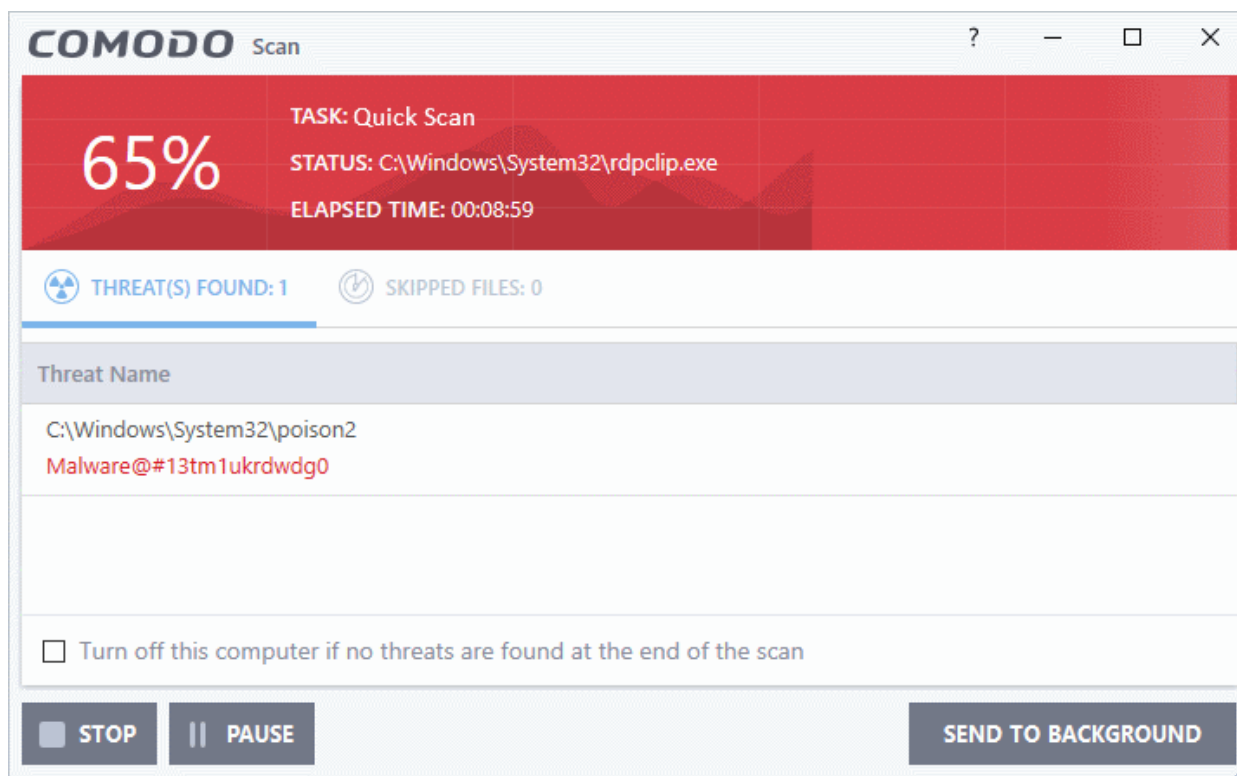 COMODO Scan
?
65%
TASK: Quick Scan
STATUS: C:\Windows\System32\rdpclip.exe
ELAPSED TIME: 00:08:59
THREAT(S) FOUND: 1
SKIPPED FILES: 0
Threat Name
C:\Windows\System32\poison2
Malware@#13tm1ukrdwdg0
Turn off this computer if no threats are found at the end of the scan
STOP
PAUSE
SEND TO BACKGROUND